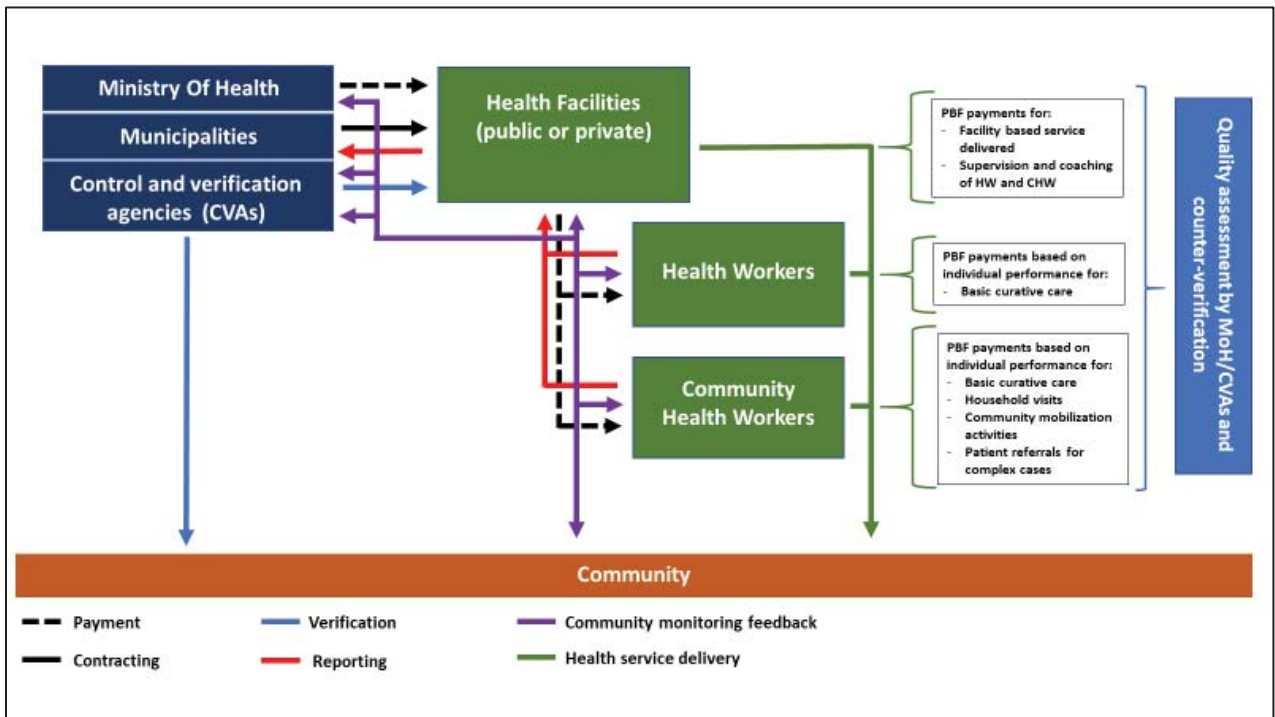 Ministry Of Health
Municipalities
Control and verification
agencies (CVAs)
Health Facilities
(public or private)
Health Workers
Community
Health Workers
PBF payments for:
- Facility based service
delivered
- Supervision and coaching
of HW and CHW
PBF payments based on
individual performance for:
- Basic curative care
PBF payments based on
individual performance for:
- Basic curative care
- Household visits
- Community mobilization
activities
- Patient referrals for
complex cases
Quality assessment by MoH/CVAs and
counter-verification
Community
Payment
Verification
Community monitoring feedback
Contracting
Reporting
Health service delivery